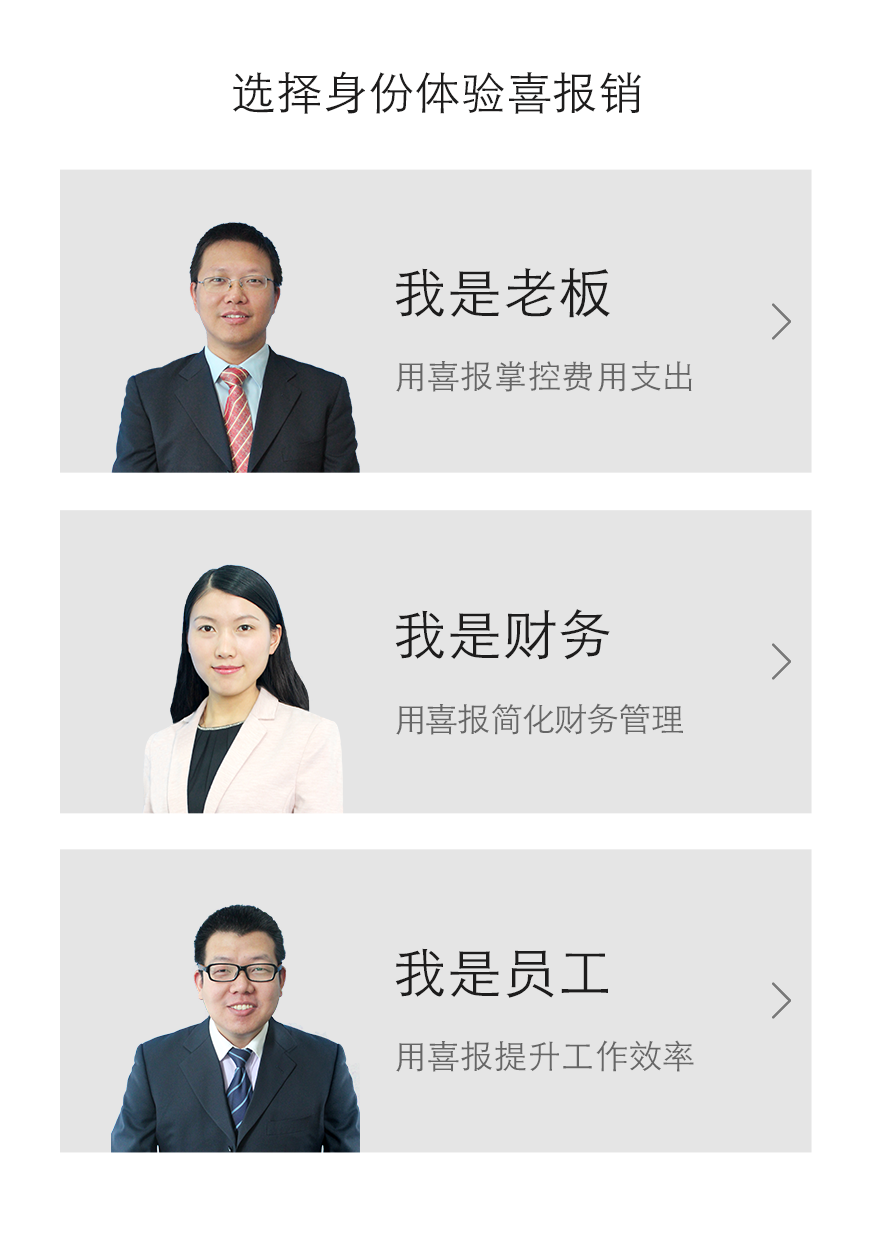 选择身份体验喜报销
我是老板
用喜报掌控费用支出
我是财务
用喜报简化财务管理
我是员工
用喜报提升工作效率